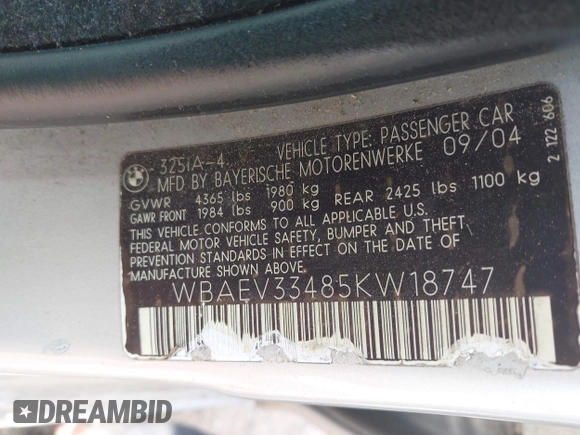 BMW
325iA-4 VEHICLE TYPE: PASSENGER CAR
MFD BY BAYERISCHE MOTORENWERKE 09/04
GVWR 4365 lbs 1980 kg
GAWR FRONT 1984 lbs 900 kg REAR 2425 lbs 1100 kg
THIS VEHICLE CONFORMS TO ALL APPLICABLE U.S.
FEDERAL MOTOR VEHICLE SAFETY, BUMPER AND THEFT
PREVENTION STANDARDS IN EFFECT ON THE DATE OF
MANUFACTURE SHOWN ABOVE.
WBAEV33485KW18747
2 122 606
DREAMBID